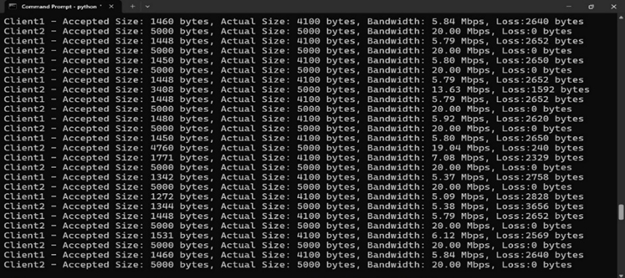 Command Prompt - python
Client1 - Accepted Size: 1460 bytes, Actual Size: 4100 bytes, Bandwidth: 5.84 Mbps, Loss:2640 bytes
Client2 - Accepted Size: 5000 bytes, Actual Size: 5000 bytes, Bandwidth: 20.00 Mbps, Loss:0 bytes
Client1 - Accepted Size: 1448 bytes, Actual Size: 4100 bytes, Bandwidth: 5.79 Mbps, Loss:2652 bytes
Client2 - Accepted Size: 5000 bytes, Actual Size: 5000 bytes, Bandwidth: 20.00 Mbps, Loss:0 bytes
Client1 - Accepted Size: 1450 bytes, Actual Size: 4100 bytes, Bandwidth: 5.80 Mbps, Loss:2650 bytes
Client2 - Accepted Size: 5000 bytes, Actual Size: 5000 bytes, Bandwidth: 20.00 Mbps, Loss:0 bytes
Client1 - Accepted Size: 1448 bytes, Actual Size: 4100 bytes, Bandwidth: 5.79 Mbps, Loss:2652 bytes
Client2 - Accepted Size: 3408 bytes, Actual Size: 5000 bytes, Bandwidth: 13.63 Mbps, Loss:1592 bytes
Client1 - Accepted Size: 1448 bytes, Actual Size: 4100 bytes, Bandwidth: 5.79 Mbps, Loss:2652 bytes
Client2 - Accepted Size: 5000 bytes, Actual Size: 5000 bytes, Bandwidth: 20.00 Mbps, Loss:0 bytes
Client1 - Accepted Size: 1480 bytes, Actual Size: 4100 bytes, Bandwidth: 5.92 Mbps, Loss:2620 bytes
Client2 - Accepted Size: 5000 bytes, Actual Size: 5000 bytes, Bandwidth: 20.00 Mbps, Loss:0 bytes
Client1 - Accepted Size: 1450 bytes, Actual Size: 4100 bytes, Bandwidth: 5.80 Mbps, Loss:2650 bytes
Client2 - Accepted Size: 4760 bytes, Actual Size: 5000 bytes, Bandwidth: 19.04 Mbps, Loss:240 bytes
Client1 - Accepted Size: 1771 bytes, Actual Size: 4100 bytes, Bandwidth: 7.08 Mbps, Loss:2329 bytes
Client2 - Accepted Size: 5000 bytes, Actual Size: 5000 bytes, Bandwidth: 20.00 Mbps, Loss:0 bytes
Client1 - Accepted Size: 1342 bytes, Actual Size: 4100 bytes, Bandwidth: 5.37 Mbps, Loss:2758 bytes
Client2 - Accepted Size: 5000 bytes, Actual Size: 5000 bytes, Bandwidth: 20.00 Mbps, Loss:0 bytes
Client1 - Accepted Size: 1272 bytes, Actual Size: 4100 bytes, Bandwidth: 5.09 Mbps, Loss:2828 bytes
Client2 - Accepted Size: 1344 bytes, Actual Size: 5000 bytes, Bandwidth: 5.38 Mbps, Loss:3656 bytes
Client1 - Accepted Size: 1448 bytes, Actual Size: 4100 bytes, Bandwidth: 5.79 Mbps, Loss:2652 bytes
Client2 - Accepted Size: 5000 bytes, Actual Size: 5000 bytes, Bandwidth: 20.00 Mbps, Loss:0 bytes
Client1 - Accepted Size: 1531 bytes, Actual Size: 4100 bytes, Bandwidth: 6.12 Mbps, Loss:2569 bytes
Client2 - Accepted Size: 5000 bytes, Actual Size: 5000 bytes, Bandwidth: 20.00 Mbps, Loss:0 bytes
Client1 - Accepted Size: 1460 bytes, Actual Size: 4100 bytes, Bandwidth: 5.84 Mbps, Loss:2640 bytes
Client2 - Accepted Size: 5000 bytes, Actual Size: 5000 bytes, Bandwidth: 20.00 Mbps, Loss:0 bytes